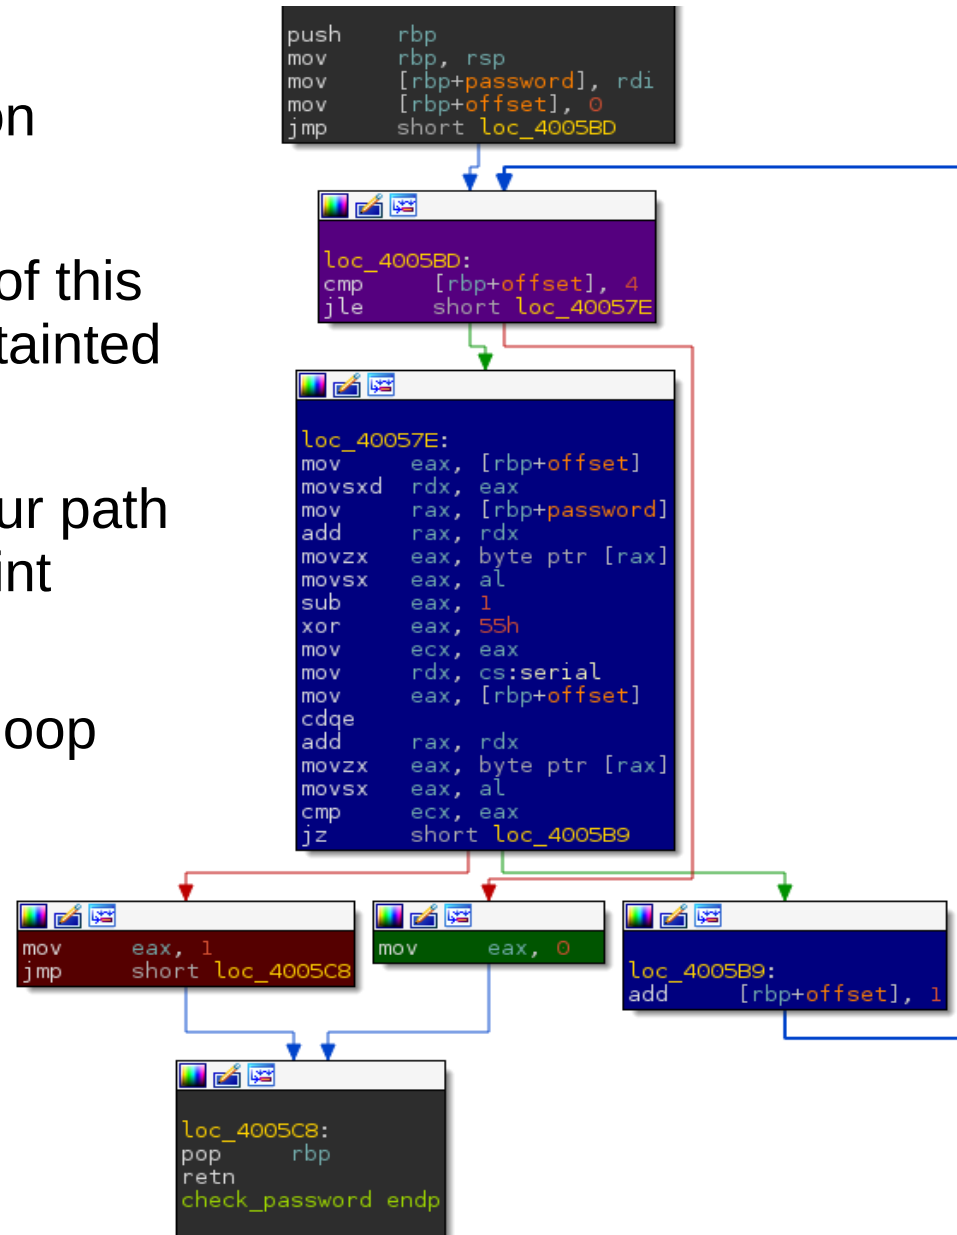 on
of this
tainted
ur path
int
oop
push rbp
mov rbp, rsp
mov [rbp+password], rdi
mov [rbp+offset], 0
jmp short loc_4005BD
loc_4005BD:
cmp [rbp+offset], 4
jle short loc_40057E
loc_40057E:
mov eax, [rbp+offset]
movsxd rdx, eax
mov rax, [rbp+password]
add rax, rdx
movzx eax, byte ptr [rax]
movsx eax, al
sub eax, 1
xor eax, 55h
mov ecx, eax
mov rdx, cs:serial
mov eax, [rbp+offset]
cdqe
add rax, rdx
movzx eax, byte ptr [rax]
movsx eax, al
cmp ecx, eax
jz short loc_4005B9
mov eax, 1
jmp short loc_4005C8
mov eax, 0
loc_4005B9:
add [rbp+offset], 1
loc_4005C8:
pop rbp
retn
check_password endp